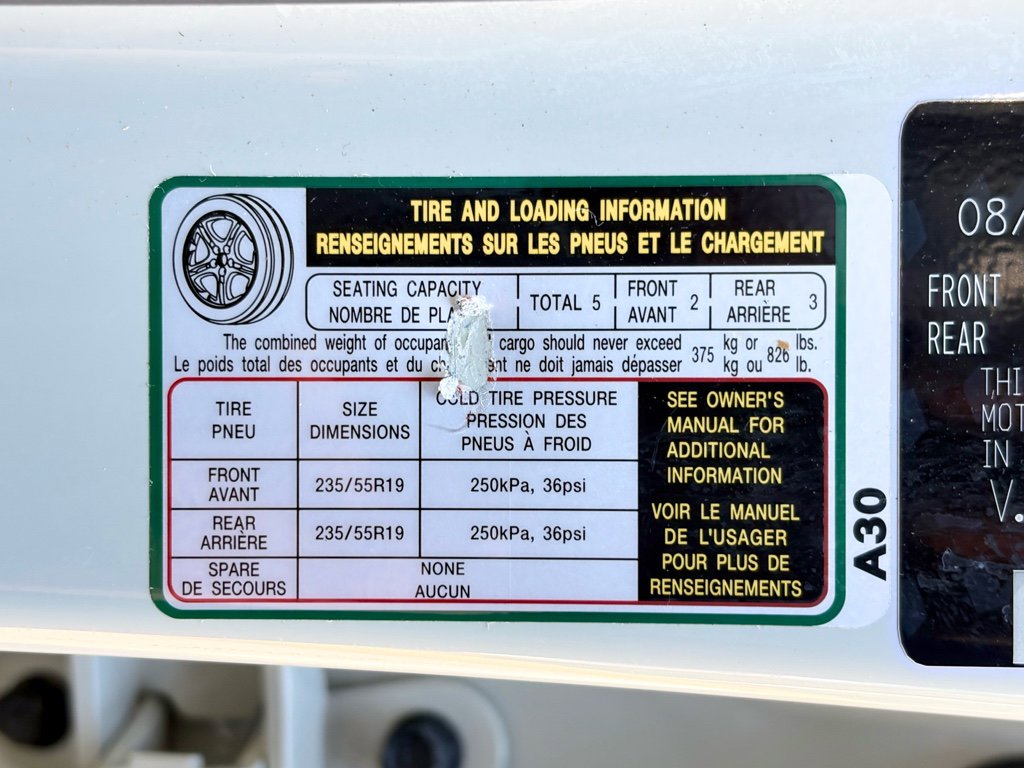 TIRE AND LOADING INFORMATION
RENSEIGNEMENTS SUR LES PNEUS ET LE CHARGEMENT
SEATING CAPACITY
NOMBRE DE
TOTAL 5
FRONT
AVANT 2
REAR
ARRIÈRE 3
The combined weight of cargo should never exceed 375 kg or 826 lbs.
Le poids total des occupants et du ne doit jamais dépasser kg ou lb.
TIRE
PNEU
SIZE
DIMENSIONS
COLD TIRE PRESSURE
PRESSION DES
PNEUS À FROID
FRONT
AVANT
235/55R19
250kPa, 36psi
REAR
ARRIÈRE
235/55R19
250kPa, 36psi
SPARE
DE SECOURS
NONE
AUCUN
SEE OWNER'S
MANUAL FOR
ADDITIONAL
INFORMATION
VOIR LE MANUEL
DE L'USAGER
POUR PLUS DE
RENSEIGNEMENTS
A30
08/
FRONT
REAR
IN
V.